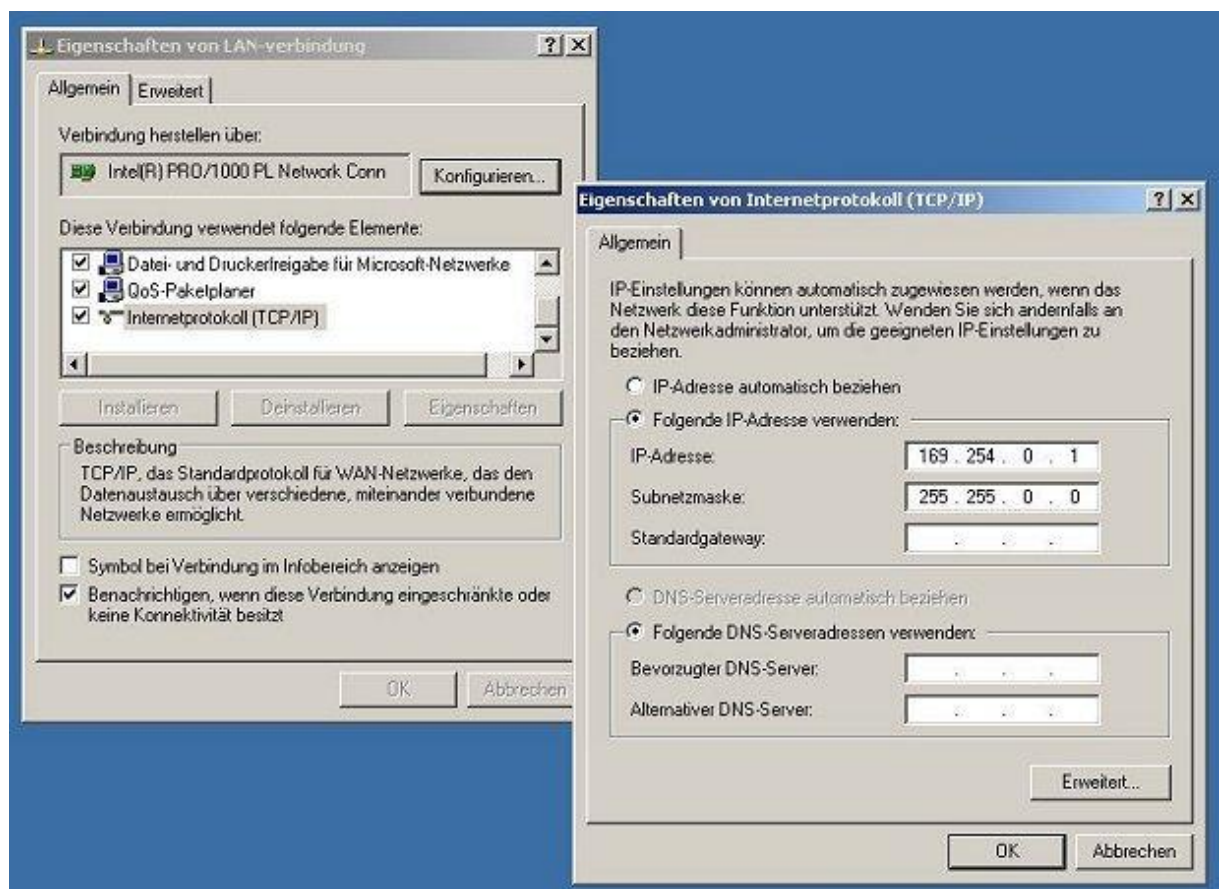 Eigenschaften von LAN-verbindung
Allgemein
Erweitert
Verbindung herstellen über:
Intel(R) PRO/1000 PL Network Conn
Konfigurieren...
Diese Verbindung verwendet folgende Elemente:
Datei- und Druckerfreigabe für Microsoft-Netzwerke
QoS-Paketplaner
Internetprotokoll (TCP/IP)
Installieren
Deinstallieren
Eigenschaften
Beschreibung
TCP/IP, das Standardprotokoll für WAN-Netzwerke, das den
Datenaustausch über verschiedene, miteinander verbundene
Netzwerke ermöglicht.
Symbol bei Verbindung im Infobereich anzeigen
Benachrichtigen, wenn diese Verbindung eingeschränkte oder
keine Konnektivität besitzt
OK
Abbrechen
Eigenschaften von Internetprotokoll (TCP/IP)
Allgemein
IP-Einstellungen können automatisch zugewiesen werden, wenn das
Netzwerk diese Funktion unterstützt. Wenden Sie sich andernfalls an
den Netzwerkadministrator, um die geeigneten IP-Einstellungen zu
beziehen.
IP-Adresse automatisch beziehen
Folgende IP-Adresse verwenden:
IP-Adresse: 169 . 254 . 0 . 1
Subnetzmaske: 255 . 255 . 0 . 0
Standardgateway: . . .
DNS-Serveradresse automatisch beziehen
Folgende DNS-Serveradressen verwenden:
Bevorzugter DNS-Server: . . .
Alternativer DNS-Server: . . .
Erweitert...
OK
Abbrechen